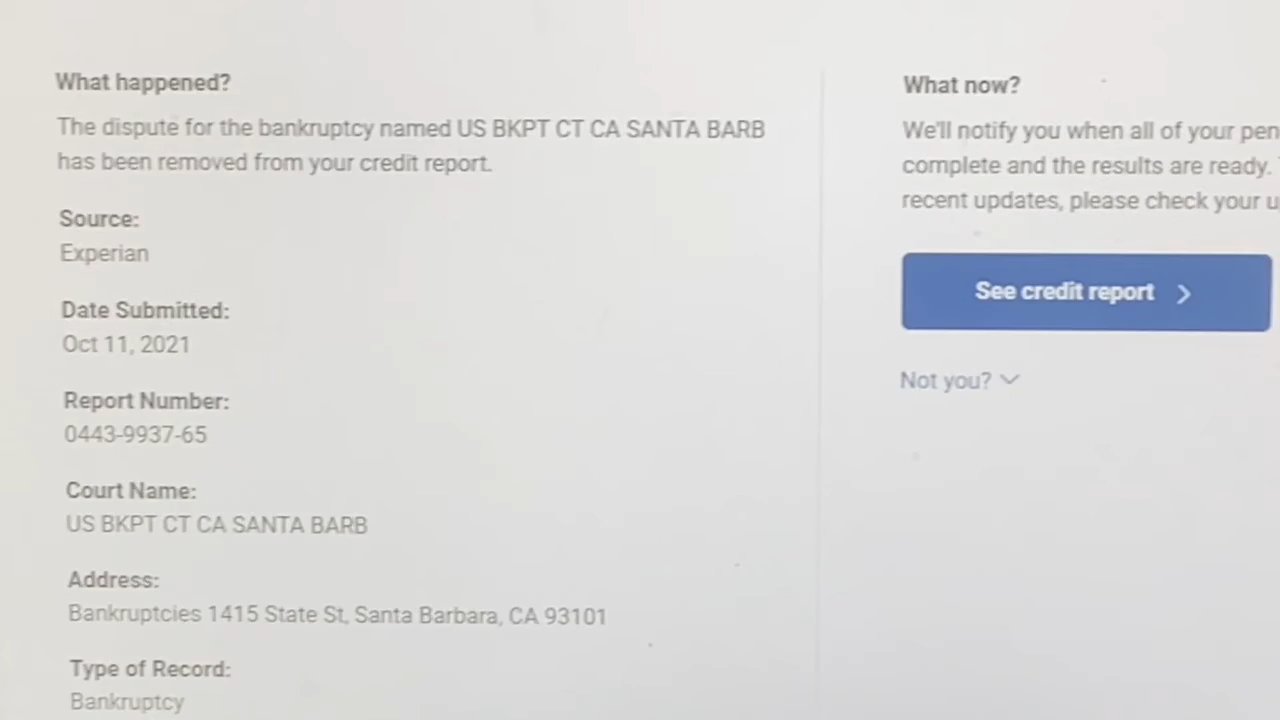 What happened?
The dispute for the bankruptcy named US BKPT CT CA SANTA BARB
has been removed from your credit report.
Source:
Experian
Date Submitted:
Oct 11, 2021
Report Number:
0443-9937-65
Court Name:
US BKPT CT CA SANTA BARB
Address:
Bankruptcies 1415 State St, Santa Barbara, CA 93101
Type of Record:
Bankruptcy
What now?
We'll notify you when all of your pen
complete and the results are ready.
recent updates, please check your u
See credit report
Not you?